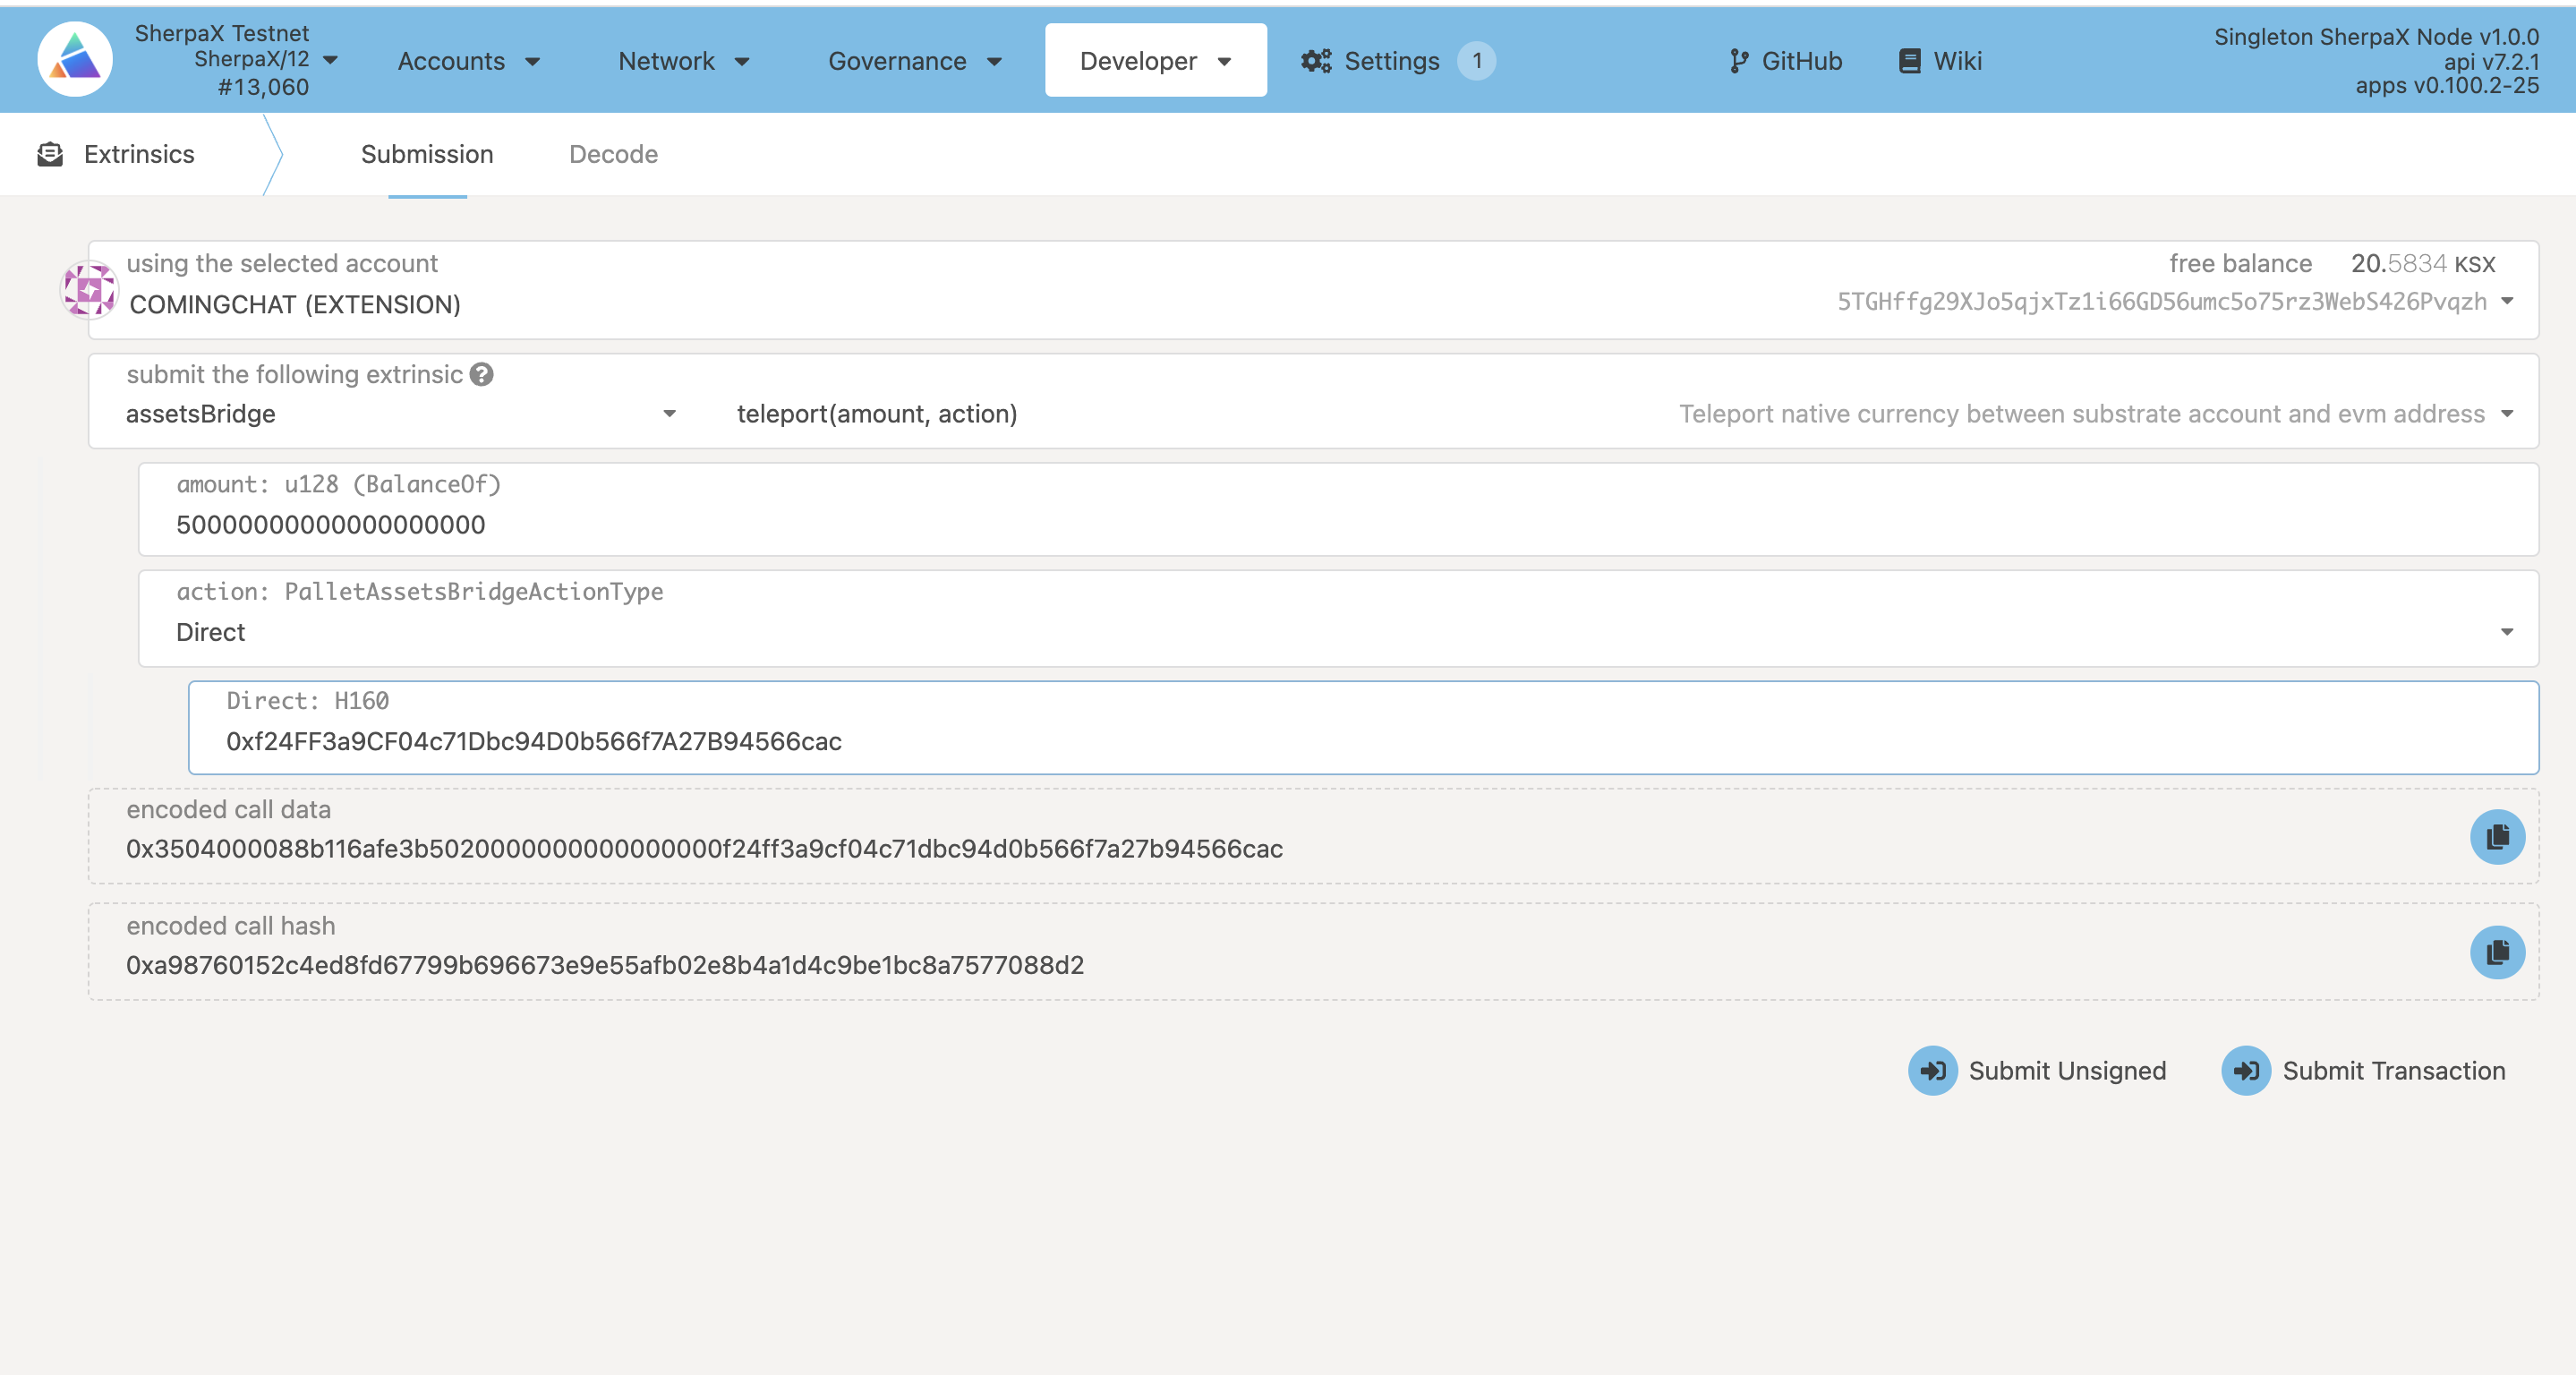 SherpaX Testnet
SherpaX/12
#13,060
Accounts
Network
Governance
Developer
Settings
1
GitHub
Wiki
Singleton SherpaX Node v1.0.0
api v7.2.1
apps v0.100.2-25
Extrinsics
Submission
Decode
using the selected account
COMINGCHAT (EXTENSION)
free balance 20.5834 KSX
5TGHffg29XJo5qjxTz1i66GD56umc5o75rz3WebS426Pvqzh
submit the following extrinsic ?
assetsBridge
teleport(amount, action)
Teleport native currency between substrate account and evm address
amount: u128 (BalanceOf)
50000000000000000000
action: PalletAssetsBridgeActionType
Direct
Direct: H160
0xf24FF3a9CF04c71Dbc94D0b566f7A27B94566cac
encoded call data
0x3504000088b116afe3b5020000000000000000f24ff3a9cf04c71dbc94d0b566f7a27b94566cac
encoded call hash
0xa98760152c4ed8fd67799b696673e9e55afb02e8b4a1d4c9be1bc8a7577088d2
Submit Unsigned
Submit Transaction